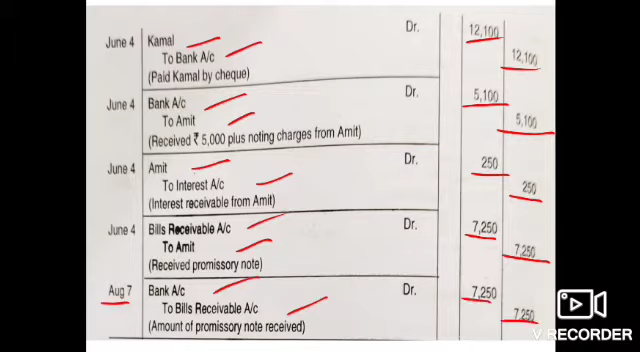 June 4 Kamal Dr. 12,100
To Bank A/c 12,100
(Paid Kamal by cheque)
June 4 Bank A/c Dr. 5,100
To Amit 5,100
(Received ₹ 5,000 plus noting charges from Amit)
June 4 Amit Dr. 250
To Interest A/c 250
(Interest receivable from Amit)
June 4 Bills Receivable A/c Dr. 7,250
To Amit 7,250
(Received promissory note)
Aug 7 Bank A/c Dr. 7,250
To Bills Receivable A/c 7,250
(Amount of promissory note received)
V.RECORDER